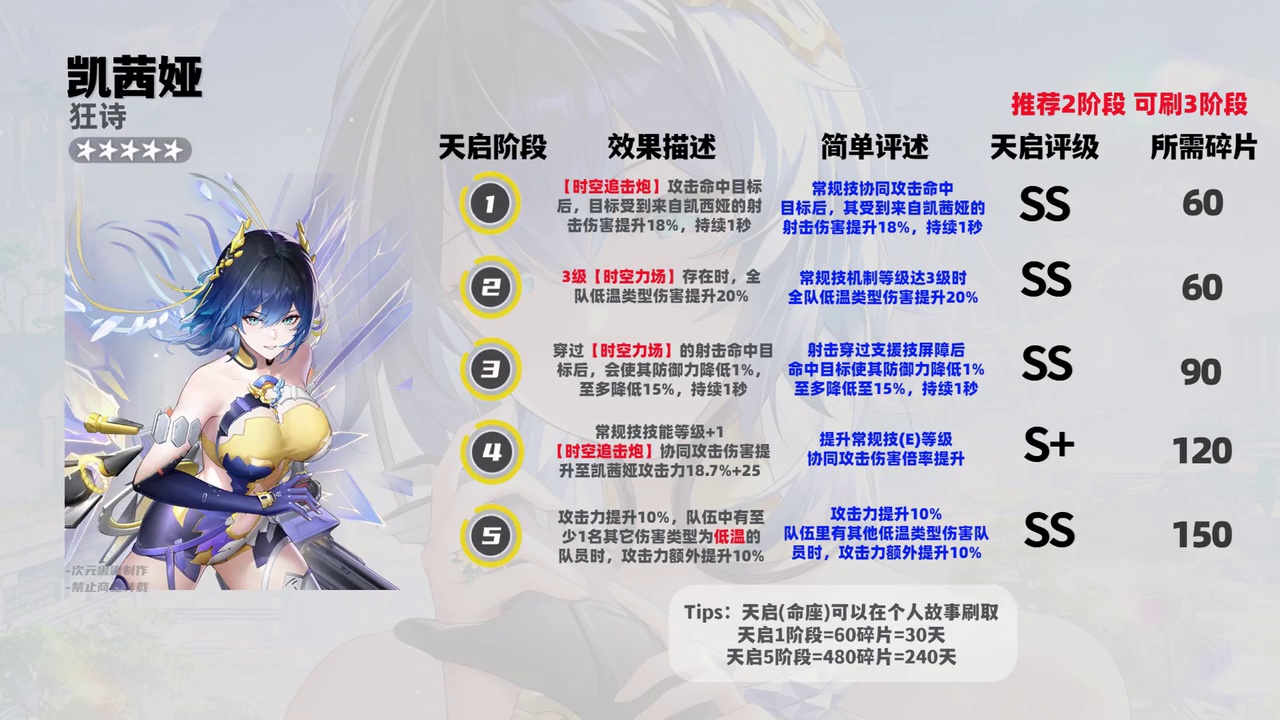 凯茜娅
狂诗
推荐2阶段 可刷3阶段
天启阶段 效果描述 简单评述 天启评级 所需碎片
1
【时空追击炮】攻击命中目标
后，目标受到来自凯西娅的射
击伤害提升18%，持续1秒
常规技协同攻击命中
目标后，其受到来自凯茜娅的
射击伤害提升18%，持续1秒
SS
60
2
3级【时空力场】存在时，全
队低温类型伤害提升20%
常规技机制等级达3级时
全队低温类型伤害提升20%
SS
60
3
穿过【时空力场】的射击命中目
标后，会使其防御力降低1%，
至多降低15%，持续1秒
射击穿过支援技屏障后
命中目标使其防御力降低1%
至多降低至15%，持续1秒
SS
90
4
常规技技能等级+1
【时空追击炮】协同攻击伤害提
升至凯茜娅攻击力18.7%+25
提升常规技(E)等级
协同攻击伤害倍率提升
S+
120
5
攻击力提升10%，队伍中有至
少1名其它伤害类型为低温的
队员时，攻击力额外提升10%
攻击力提升10%
队伍里有其他低温类型伤害队
员时，攻击力额外提升10%
SS
150
-次元 制作
-禁止商 转载
Tips：天启(命座)可以在个人故事刷取
天启1阶段=60碎片=30天
天启5阶段=480碎片=240天